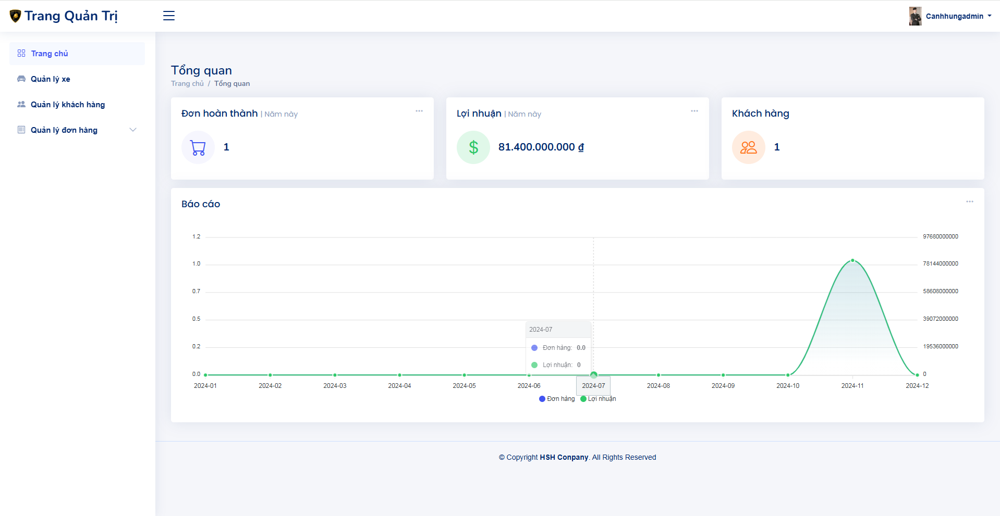 Trang Quản Trị
Canhhungadmin
Trang chủ
Quản lý xe
Quản lý khách hàng
Quản lý đơn hàng
Tổng quan
Trang chủ / Tổng quan
Đơn hoàn thành | Năm này
1
Lợi nhuận | Năm này
$ 81.400.000.000 ₫
Khách hàng
1
Báo cáo
1.2
1.0
0.7
0.5
0.2
0.0
97680000000
78144000000
58608000000
39072000000
19536000000
0
2024-07
Đơn hàng: 0.0
Lợi nhuận: 0
2024-01 2024-02 2024-03 2024-04 2024-05 2024-06 2024-07 2024-08 2024-09 2024-10 2024-11 2024-12
Đơn hàng Lợi nhuận
© Copyright HSH Conpany. All Rights Reserved